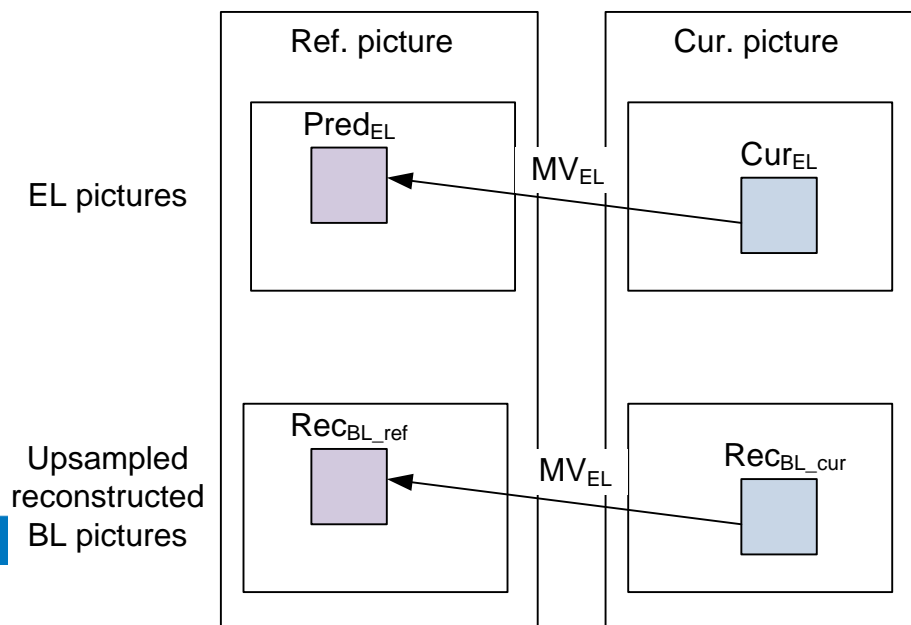 Ref. picture
Cur. picture
Pred_EL
MV_EL
Cur_EL
EL pictures
Rec_BL_ref
MV_EL
Rec_BL_cur
Upsampled
reconstructed
BL pictures